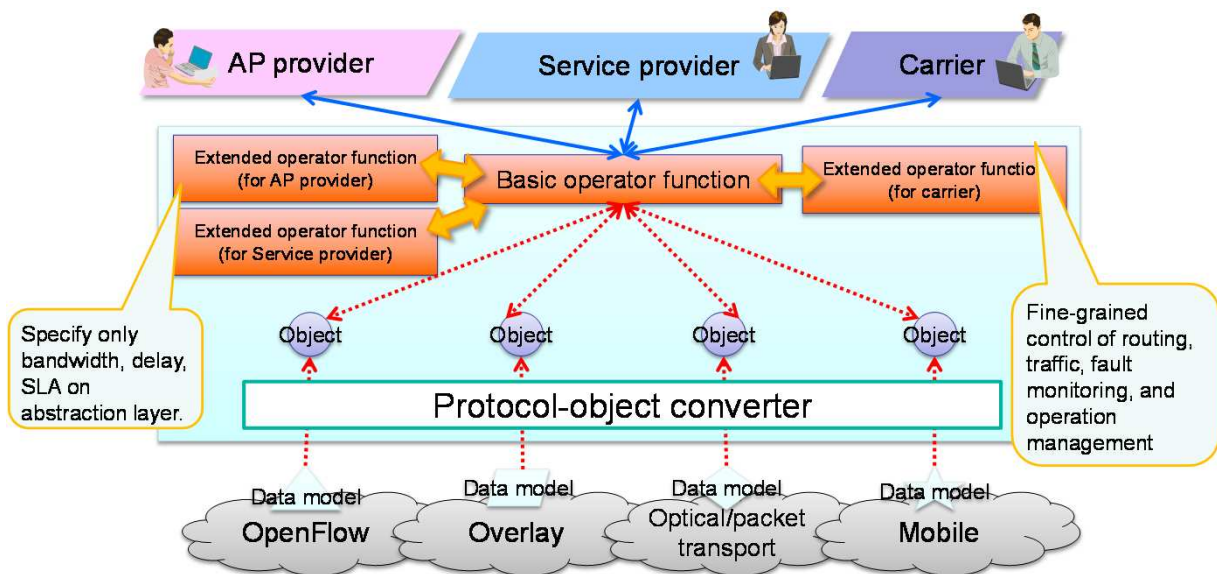 AP provider
Service provider
Carrier
Extended operator function
(for AP provider)
Basic operator function
Extended operator functio
(for carrier)
Extended operator function
(for Service provider)
Specify only
bandwidth, delay,
SLA on
abstraction layer.
Object
Object
Object
Object
Fine-grained
control of routing,
traffic, fault
monitoring, and
operation
management
Protocol-object converter
Data model
OpenFlow
Data model
Overlay
Data model
Optical/packet
transport
Data model
Mobile